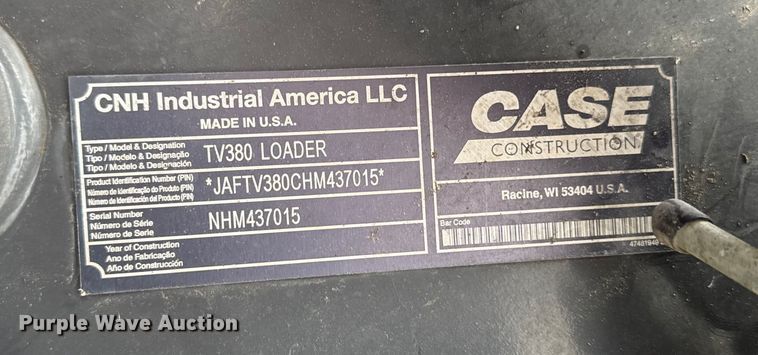 CNH Industrial America LLC
MADE IN U.S.A.
Type / Model & Designation
Tipo / Modelo & Designação
Tipo / Modelo & Designación
TV380 LOADER
Product Identification Number (PIN)
Número de Identificação do Produto (PIN)
Número de Identificación del Producto (PIN)
*JAFTV380CHM437015*
Serial Number
Número de Série
Número de Serie
NHM437015
Year of Construction
Ano de Fabricação
Año de Construcción
CASE
CONSTRUCTION
Racine, WI 53404 U.S.A.
Bar Code
Purple Wave Auction